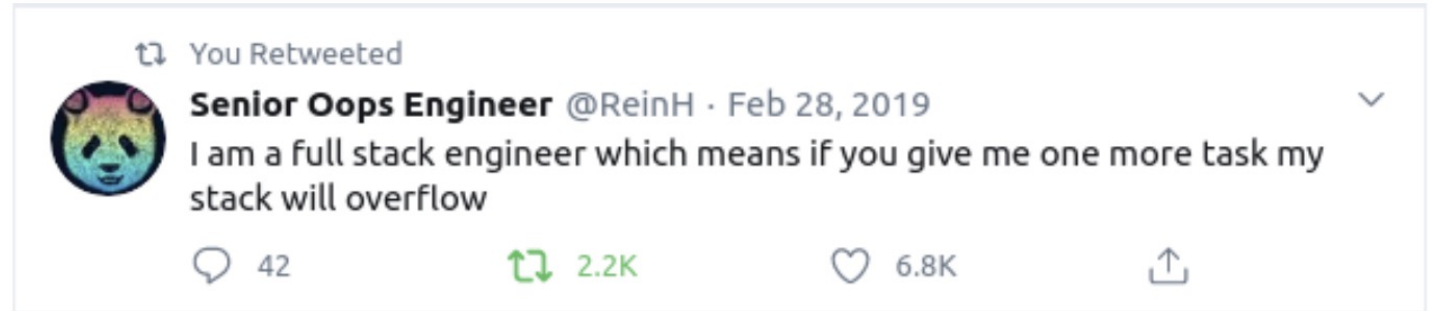 You Retweeted
Senior Oops Engineer @ReinH · Feb 28, 2019
I am a full stack engineer which means if you give me one more task my
stack will overflow
42 2.2K 6.8K